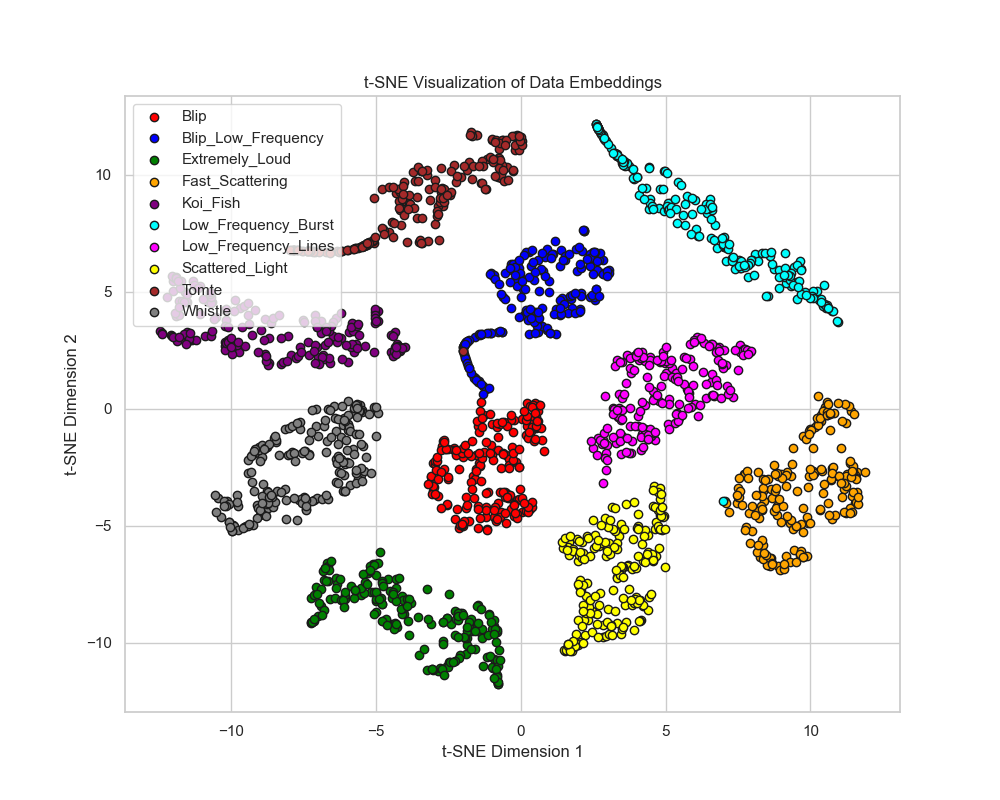 t-SNE Visualization of Data Embeddings
Blip
Blip_Low_Frequency
Extremely_Loud
Fast_Scattering
Koi_Fish
Low_Frequency_Burst
Low_Frequency_Lines
Scattered_Light
Tomte
Whistle
10
5
0
−5
−10
t-SNE Dimension 2
−10
−5
0
5
10
t-SNE Dimension 1